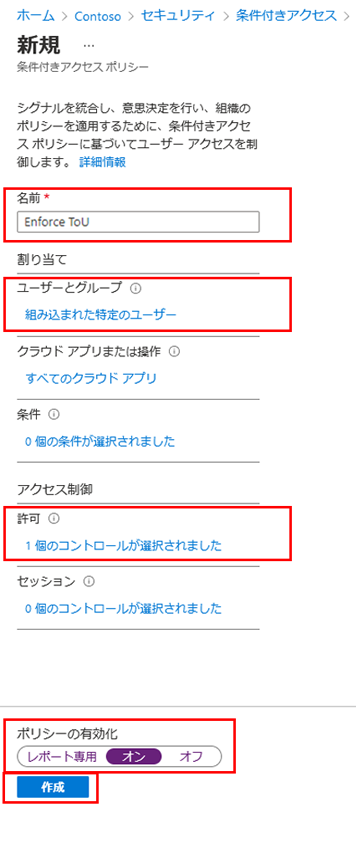 ホーム > Contoso > セキュリティ > 条件付きアクセス >
新規 …
条件付きアクセス ポリシー
シグナルを統合し、意思決定を行い、組織の
ポリシーを適用するために、条件付きアクセ
ス ポリシーに基づいてユーザー アクセスを制
御します。 詳細情報
名前 *
Enforce ToU
割り当て
ユーザーとグループ
組み込まれた特定のユーザー
クラウド アプリまたは操作
すべてのクラウド アプリ
条件
0 個の条件が選択されました
アクセス制御
許可
1 個のコントロールが選択されました
セッション
0 個のコントロールが選択されました
ポリシーの有効化
レポート専用 オン オフ
作成